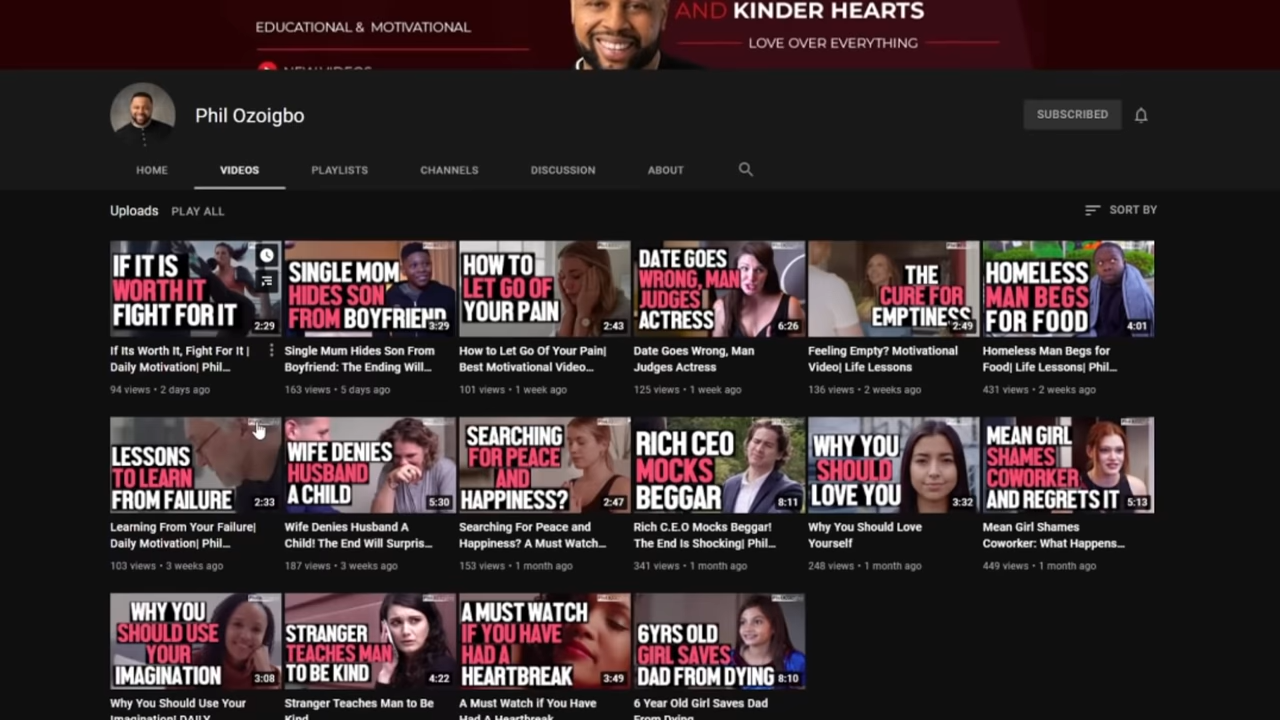 AND KINDER HEARTS
EDUCATIONAL & MOTIVATIONAL
LOVE OVER EVERYTHING
NEW VIDEOS
Phil Ozoigbo
SUBSCRIBED
HOME VIDEOS PLAYLISTS CHANNELS DISCUSSION ABOUT
Uploads PLAY ALL
SORT BY
IF IT IS
WORTH IT
FIGHT FOR IT
2:29
If Its Worth It, Fight For It |
Daily Motivation| Phil...
94 views • 2 days ago
SINGLE MOM
HIDES SON
FROM BOYFRIEND
3:29
Single Mum Hides Son From
Boyfriend: The Ending Will...
163 views • 5 days ago
HOW TO
LET GO OF
YOUR PAIN
2:43
How to Let Go Of Your Pain|
Best Motivational Video...
101 views • 1 week ago
DATE GOES
WRONG, MAN
JUDGES
ACTRESS
6:26
Date Goes Wrong, Man
Judges Actress
125 views • 1 week ago
THE
CURE FOR
EMPTINESS
2:49
Feeling Empty? Motivational
Video| Life Lessons
136 views • 2 weeks ago
HOMELESS
MAN BEGS
FOR FOOD
4:01
Homeless Man Begs for
Food| Life Lessons| Phil...
431 views • 2 weeks ago
LESSONS
TO LEARN
FROM FAILURE
2:33
Learning From Your Failure|
Daily Motivation| Phil...
103 views • 3 weeks ago
WIFE DENIES
HUSBAND
A CHILD
5:30
Wife Denies Husband A
Child! The End Will Surpris...
187 views • 3 weeks ago
SEARCHING
FOR PEACE
AND
HAPPINESS?
2:47
Searching For Peace and
Happiness? A Must Watch...
153 views • 1 month ago
RICH CEO
MOCKS
BEGGAR
8:11
Rich C.E.O Mocks Beggar!
The End Is Shocking| Phil...
341 views • 1 month ago
WHY YOU
SHOULD
LOVE YOU
3:32
Why You Should Love
Yourself
248 views • 1 month ago
MEAN GIRL
SHAMES
COWORKER
AND REGRETS IT
5:13
Mean Girl Shames
Coworker: What Happens...
449 views • 1 month ago
WHY YOU
SHOULD USE
YOUR
IMAGINATION
3:08
Why You Should Use Your
Imagination| DAILY
STRANGER
TEACHES MAN
TO BE KIND
4:22
Stranger Teaches Man to Be
Kind
A MUST WATCH
IF YOU HAVE
HAD A
HEARTBREAK
3:49
A Must Watch if You Have
Had A Heartbreak
6YRS OLD
GIRL SAVES
DAD FROM DYING
8:10
6 Year Old Girl Saves Dad
From Dying